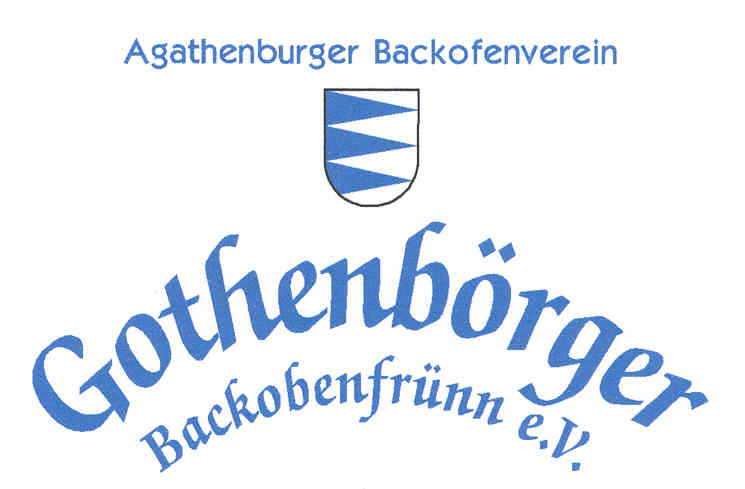 Agathenburger Backofenverein
Gothenbörger
Backobenfrünn e.V.